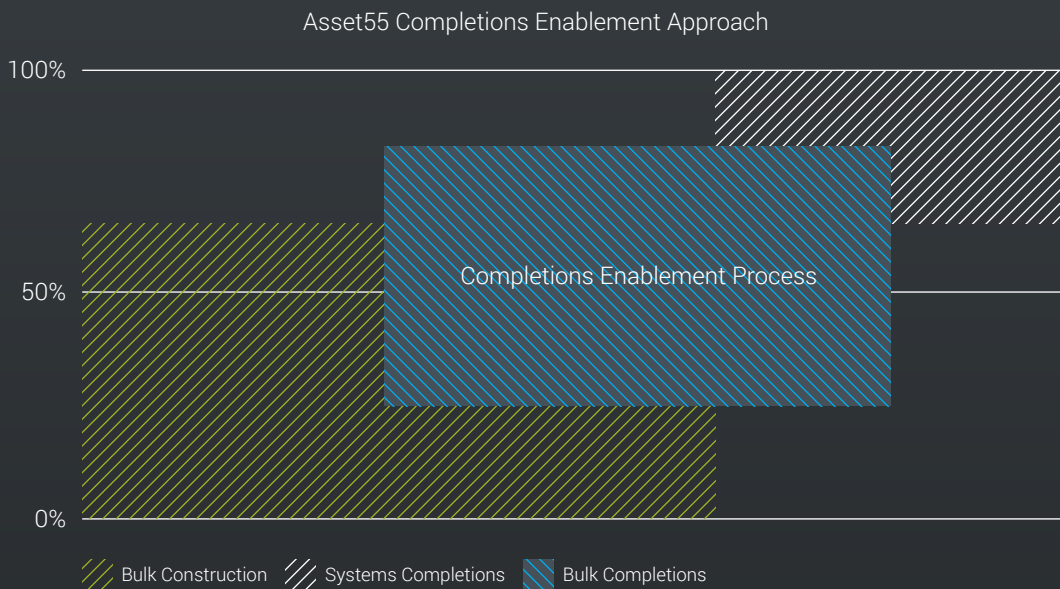 Asset55 Completions Enablement Approach
100%
Completions Enablement Process
50%
0%
Bulk Construction
Systems Completions
Bulk Completions